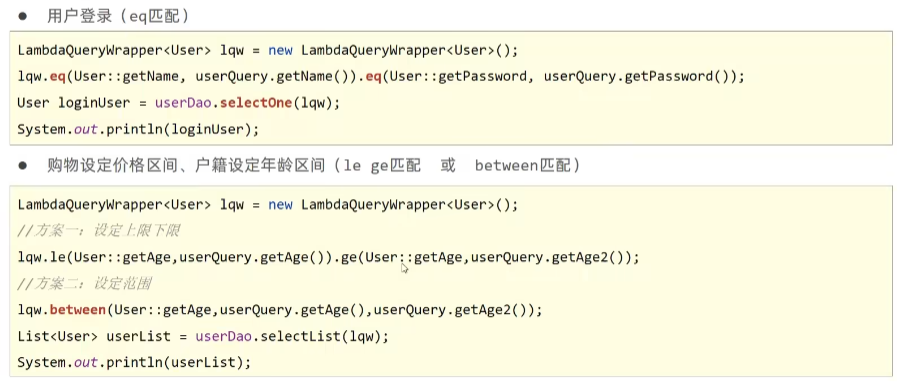 ● 用户登录（eq匹配）
LambdaQueryWrapper<User> lqw = new LambdaQueryWrapper<User>();
lqw.eq(User::getName, userQuery.getName()).eq(User::getPassword, userQuery.getPassword());
User loginUser = userDao.selectOne(lqw);
System.out.println(loginUser);
● 购物设定价格区间、户籍设定年龄区间（le ge匹配 或 between匹配）
LambdaQueryWrapper<User> lqw = new LambdaQueryWrapper<User>();
//方案一：设定上限下限
lqw.le(User::getAge,userQuery.getAge()).ge(User::getAge,userQuery.getAge2());
//方案二：设定范围
lqw.between(User::getAge,userQuery.getAge(),userQuery.getAge2());
List<User> userList = userDao.selectList(lqw);
System.out.println(userList);